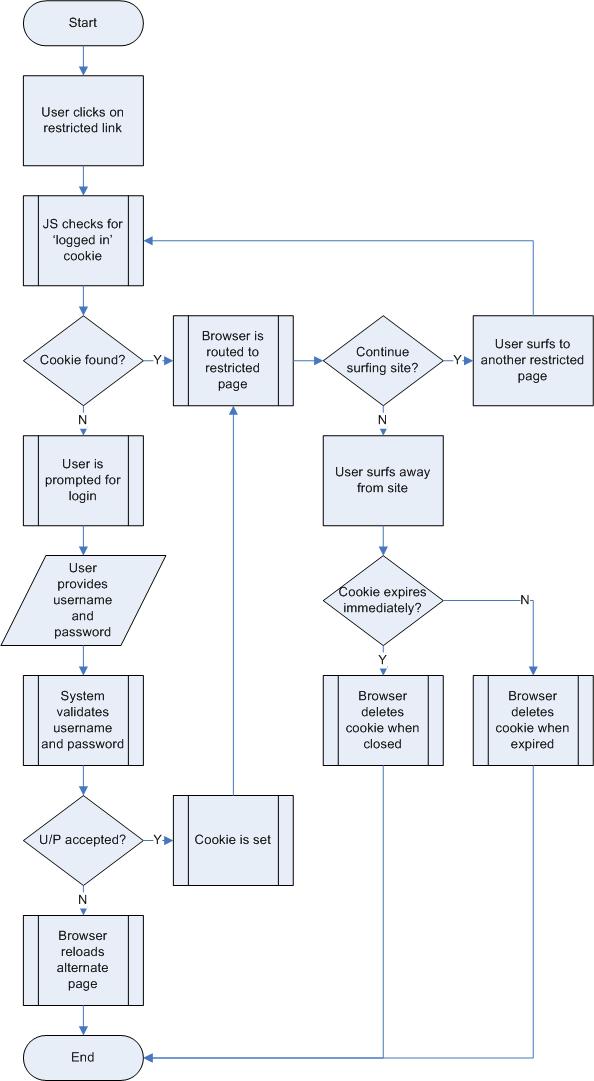 Start
User clicks on
restricted link
JS checks for
‘logged in’
cookie
Cookie found?
Y
Browser is
routed to
restricted
page
Continue
surfing site?
Y
User surfs to
another restricted
page
N
N
User is
prompted for
login
User surfs away
from site
User
provides
username
and
password
Cookie expires
immediately?
N
Y
System
validates
username
and password
Browser
deletes
cookie when
closed
Browser
deletes
cookie when
expired
U/P accepted?
Y
Cookie is set
N
Browser
reloads
alternate
page
End